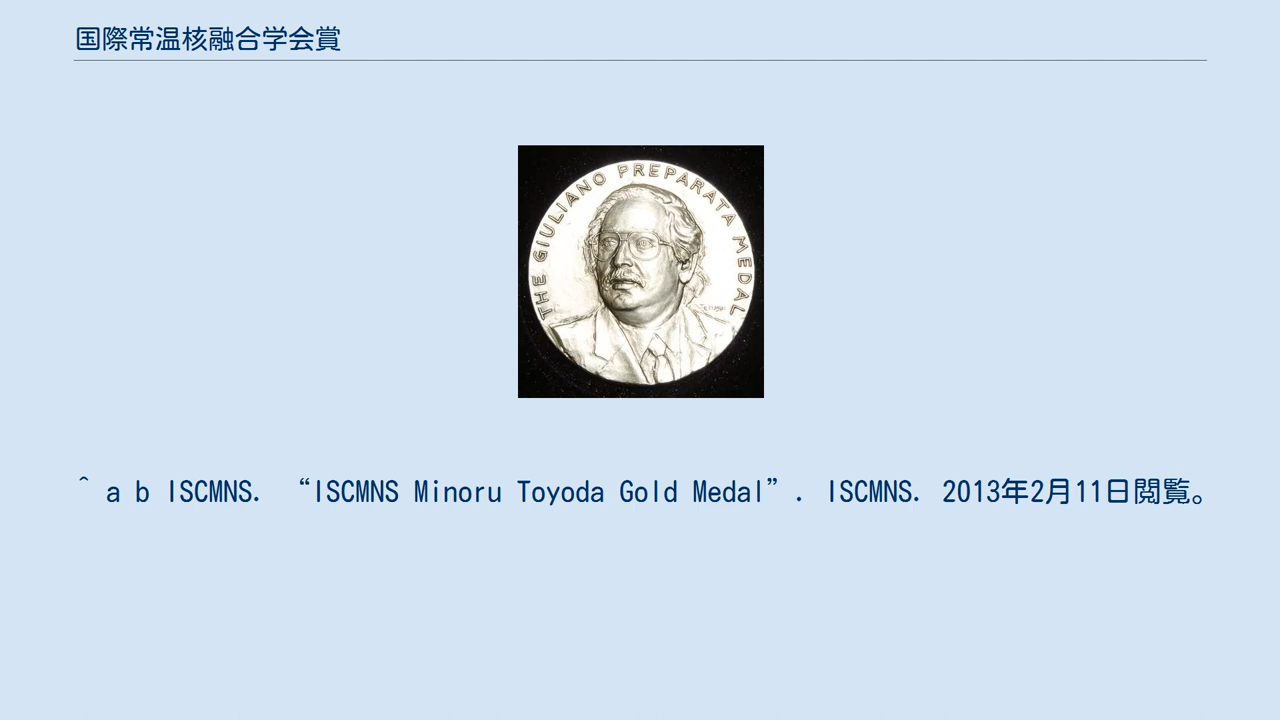 国際常温核融合学会賞
THE GIULIANO PREPARATA MEDAL
^ a b ISCMNS. “ISCMNS Minoru Toyoda Gold Medal”. ISCMNS. 2013年2月11日閲覧。